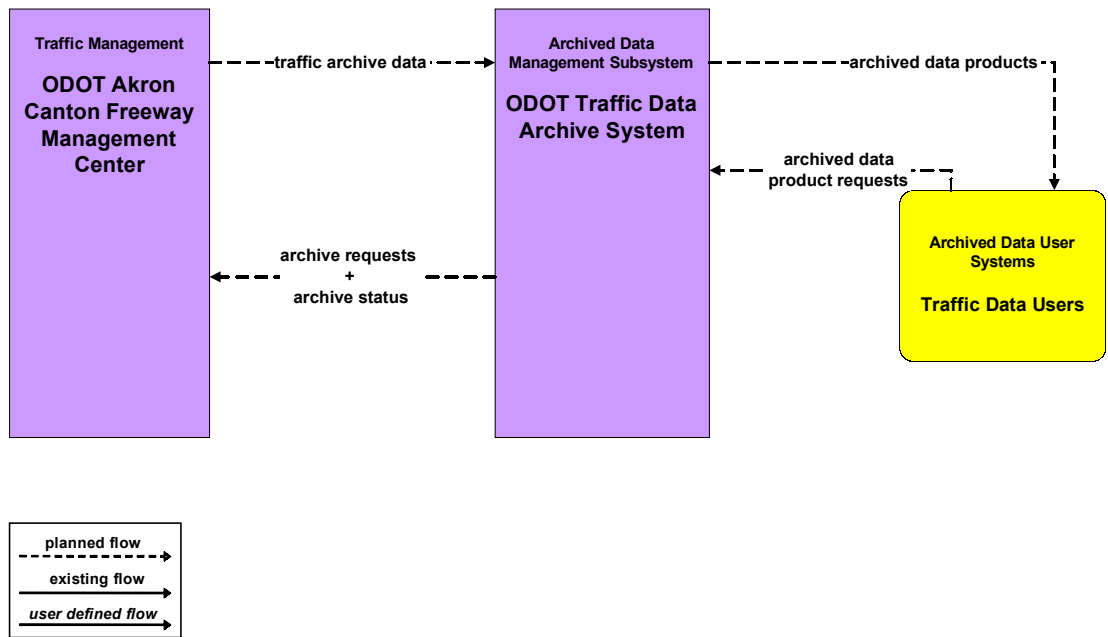 Traffic Management
ODOT Akron
Canton Freeway
Management
Center
traffic archive data
Archived Data
Management Subsystem
ODOT Traffic Data
Archive System
archived data products
archived data
product requests
Archived Data User
Systems
Traffic Data Users
archive requests
+
archive status
planned flow
existing flow
user defined flow